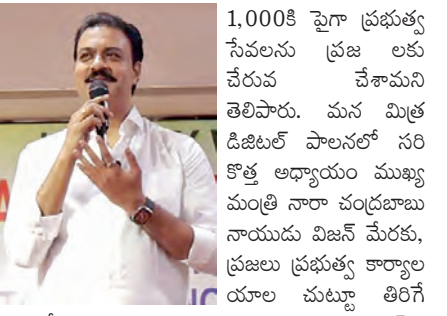 1,000కి పైగా ప్రభుత్వ
సేవలను ప్రజ లకు
చేరువ చేశామని
తెలిపారు. మన మిత్ర
డిజిటల్ పాలనలో సరి
కొత్త అధ్యాయం ముఖ్య
మంత్రి నారా చంద్రబాబు
నాయుడు విజన్ మేరకు,
ప్రజలు ప్రభుత్వ కార్యాల
యాల చుట్టూ తిరిగే